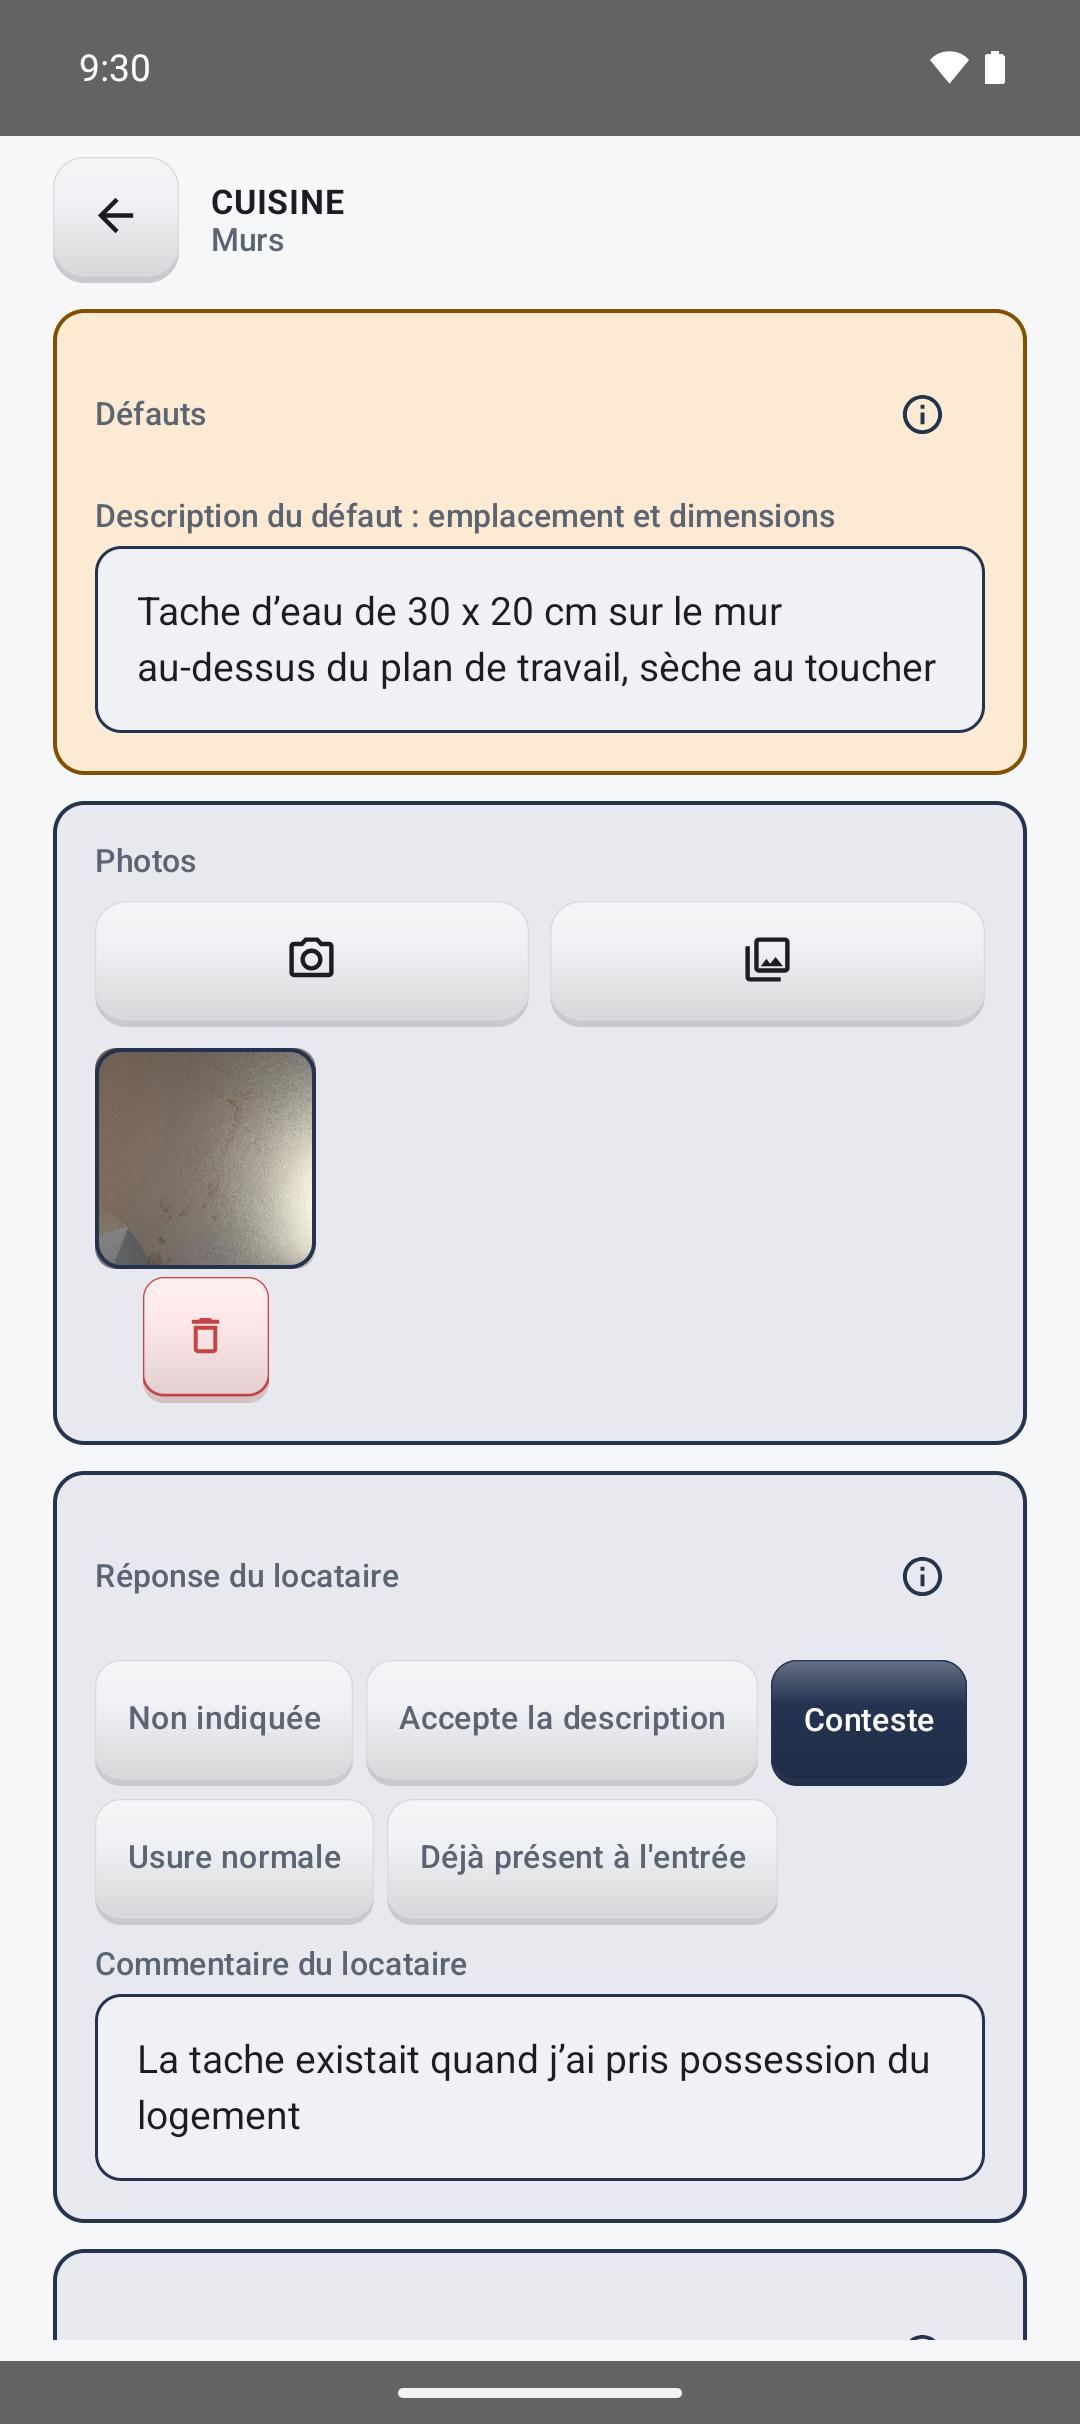 9:30
CUISINE
Murs
Défauts
Description du défaut : emplacement et dimensions
Tache d’eau de 30 x 20 cm sur le mur
au-dessus du plan de travail, sèche au toucher
Photos
Réponse du locataire
Non indiquée
Accepte la description
Conteste
Usure normale
Déjà présent à l'entrée
Commentaire du locataire
La tache existait quand j’ai pris possession du
logement